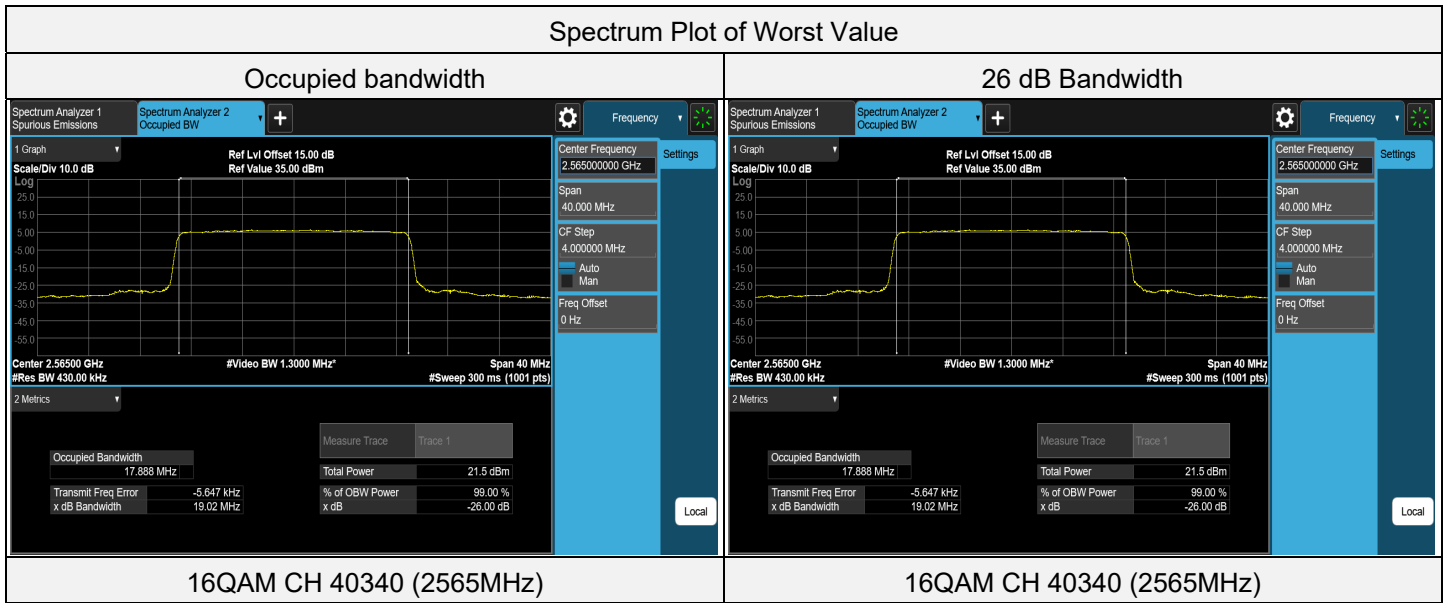 Spectrum Plot of Worst Value
Occupied bandwidth
26 dB Bandwidth
Spectrum Analyzer 1
Spurious Emissions
Spectrum Analyzer 2
Occupied BW
+
Frequency
1 Graph
Scale/Div 10.0 dB
Ref Lvl Offset 15.00 dB
Ref Value 35.00 dBm
Log
25.0
15.0
5.00
-5.00
-15.0
-25.0
-35.0
-45.0
-55.0
Center 2.56500 GHz
#Video BW 1.3000 MHz*
Span 40 MHz
#Res BW 430.00 kHz
#Sweep 300 ms (1001 pts)
Center Frequency
2.565000000 GHz
Settings
Span
40.000 MHz
CF Step
4.000000 MHz
Auto
Man
Freq Offset
0 Hz
Local
2 Metrics
Measure Trace Trace 1
Occupied Bandwidth
17.888 MHz
Total Power 21.5 dBm
Transmit Freq Error -5.647 kHz
% of OBW Power 99.00 %
x dB Bandwidth 19.02 MHz
x dB -26.00 dB
Spectrum Analyzer 1
Spurious Emissions
Spectrum Analyzer 2
Occupied BW
+
Frequency
1 Graph
Scale/Div 10.0 dB
Ref Lvl Offset 15.00 dB
Ref Value 35.00 dBm
Log
25.0
15.0
5.00
-5.00
-15.0
-25.0
-35.0
-45.0
-55.0
Center 2.56500 GHz
#Video BW 1.3000 MHz*
Span 40 MHz
#Res BW 430.00 kHz
#Sweep 300 ms (1001 pts)
Center Frequency
2.565000000 GHz
Settings
Span
40.000 MHz
CF Step
4.000000 MHz
Auto
Man
Freq Offset
0 Hz
Local
2 Metrics
Measure Trace Trace 1
Occupied Bandwidth
17.888 MHz
Total Power 21.5 dBm
Transmit Freq Error -5.647 kHz
% of OBW Power 99.00 %
x dB Bandwidth 19.02 MHz
x dB -26.00 dB
16QAM CH 40340 (2565MHz)
16QAM CH 40340 (2565MHz)